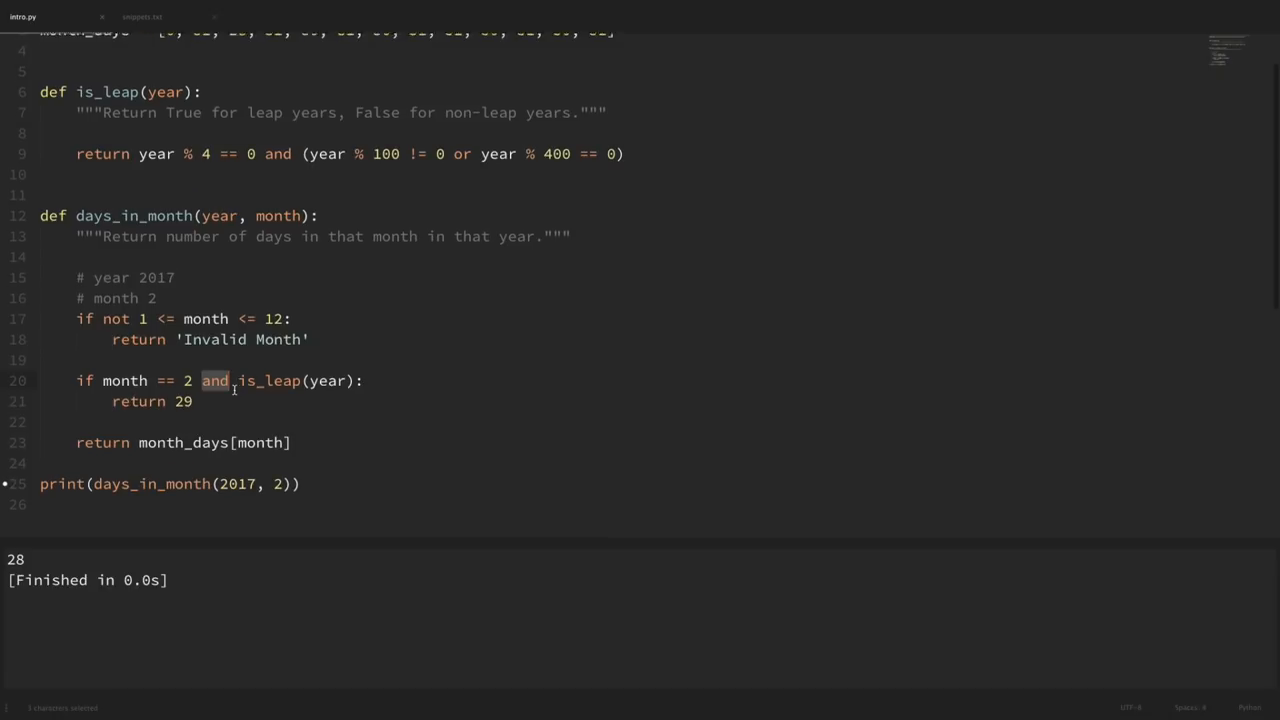 intro.py × snippets.txt ×
4
5
6 def is_leap(year):
7 """Return True for leap years, False for non-leap years."""
8
9 return year % 4 == 0 and (year % 100 != 0 or year % 400 == 0)
10
11
12 def days_in_month(year, month):
13 """Return number of days in that month in that year."""
14
15 # year 2017
16 # month 2
17 if not 1 <= month <= 12:
18 return 'Invalid Month'
19
20 if month == 2 and is_leap(year):
21 return 29
22
23 return month_days[month]
24
25 print(days_in_month(2017, 2))
26
28
[Finished in 0.0s]
3 characters selected UTF-8 Spaces: 4 Python